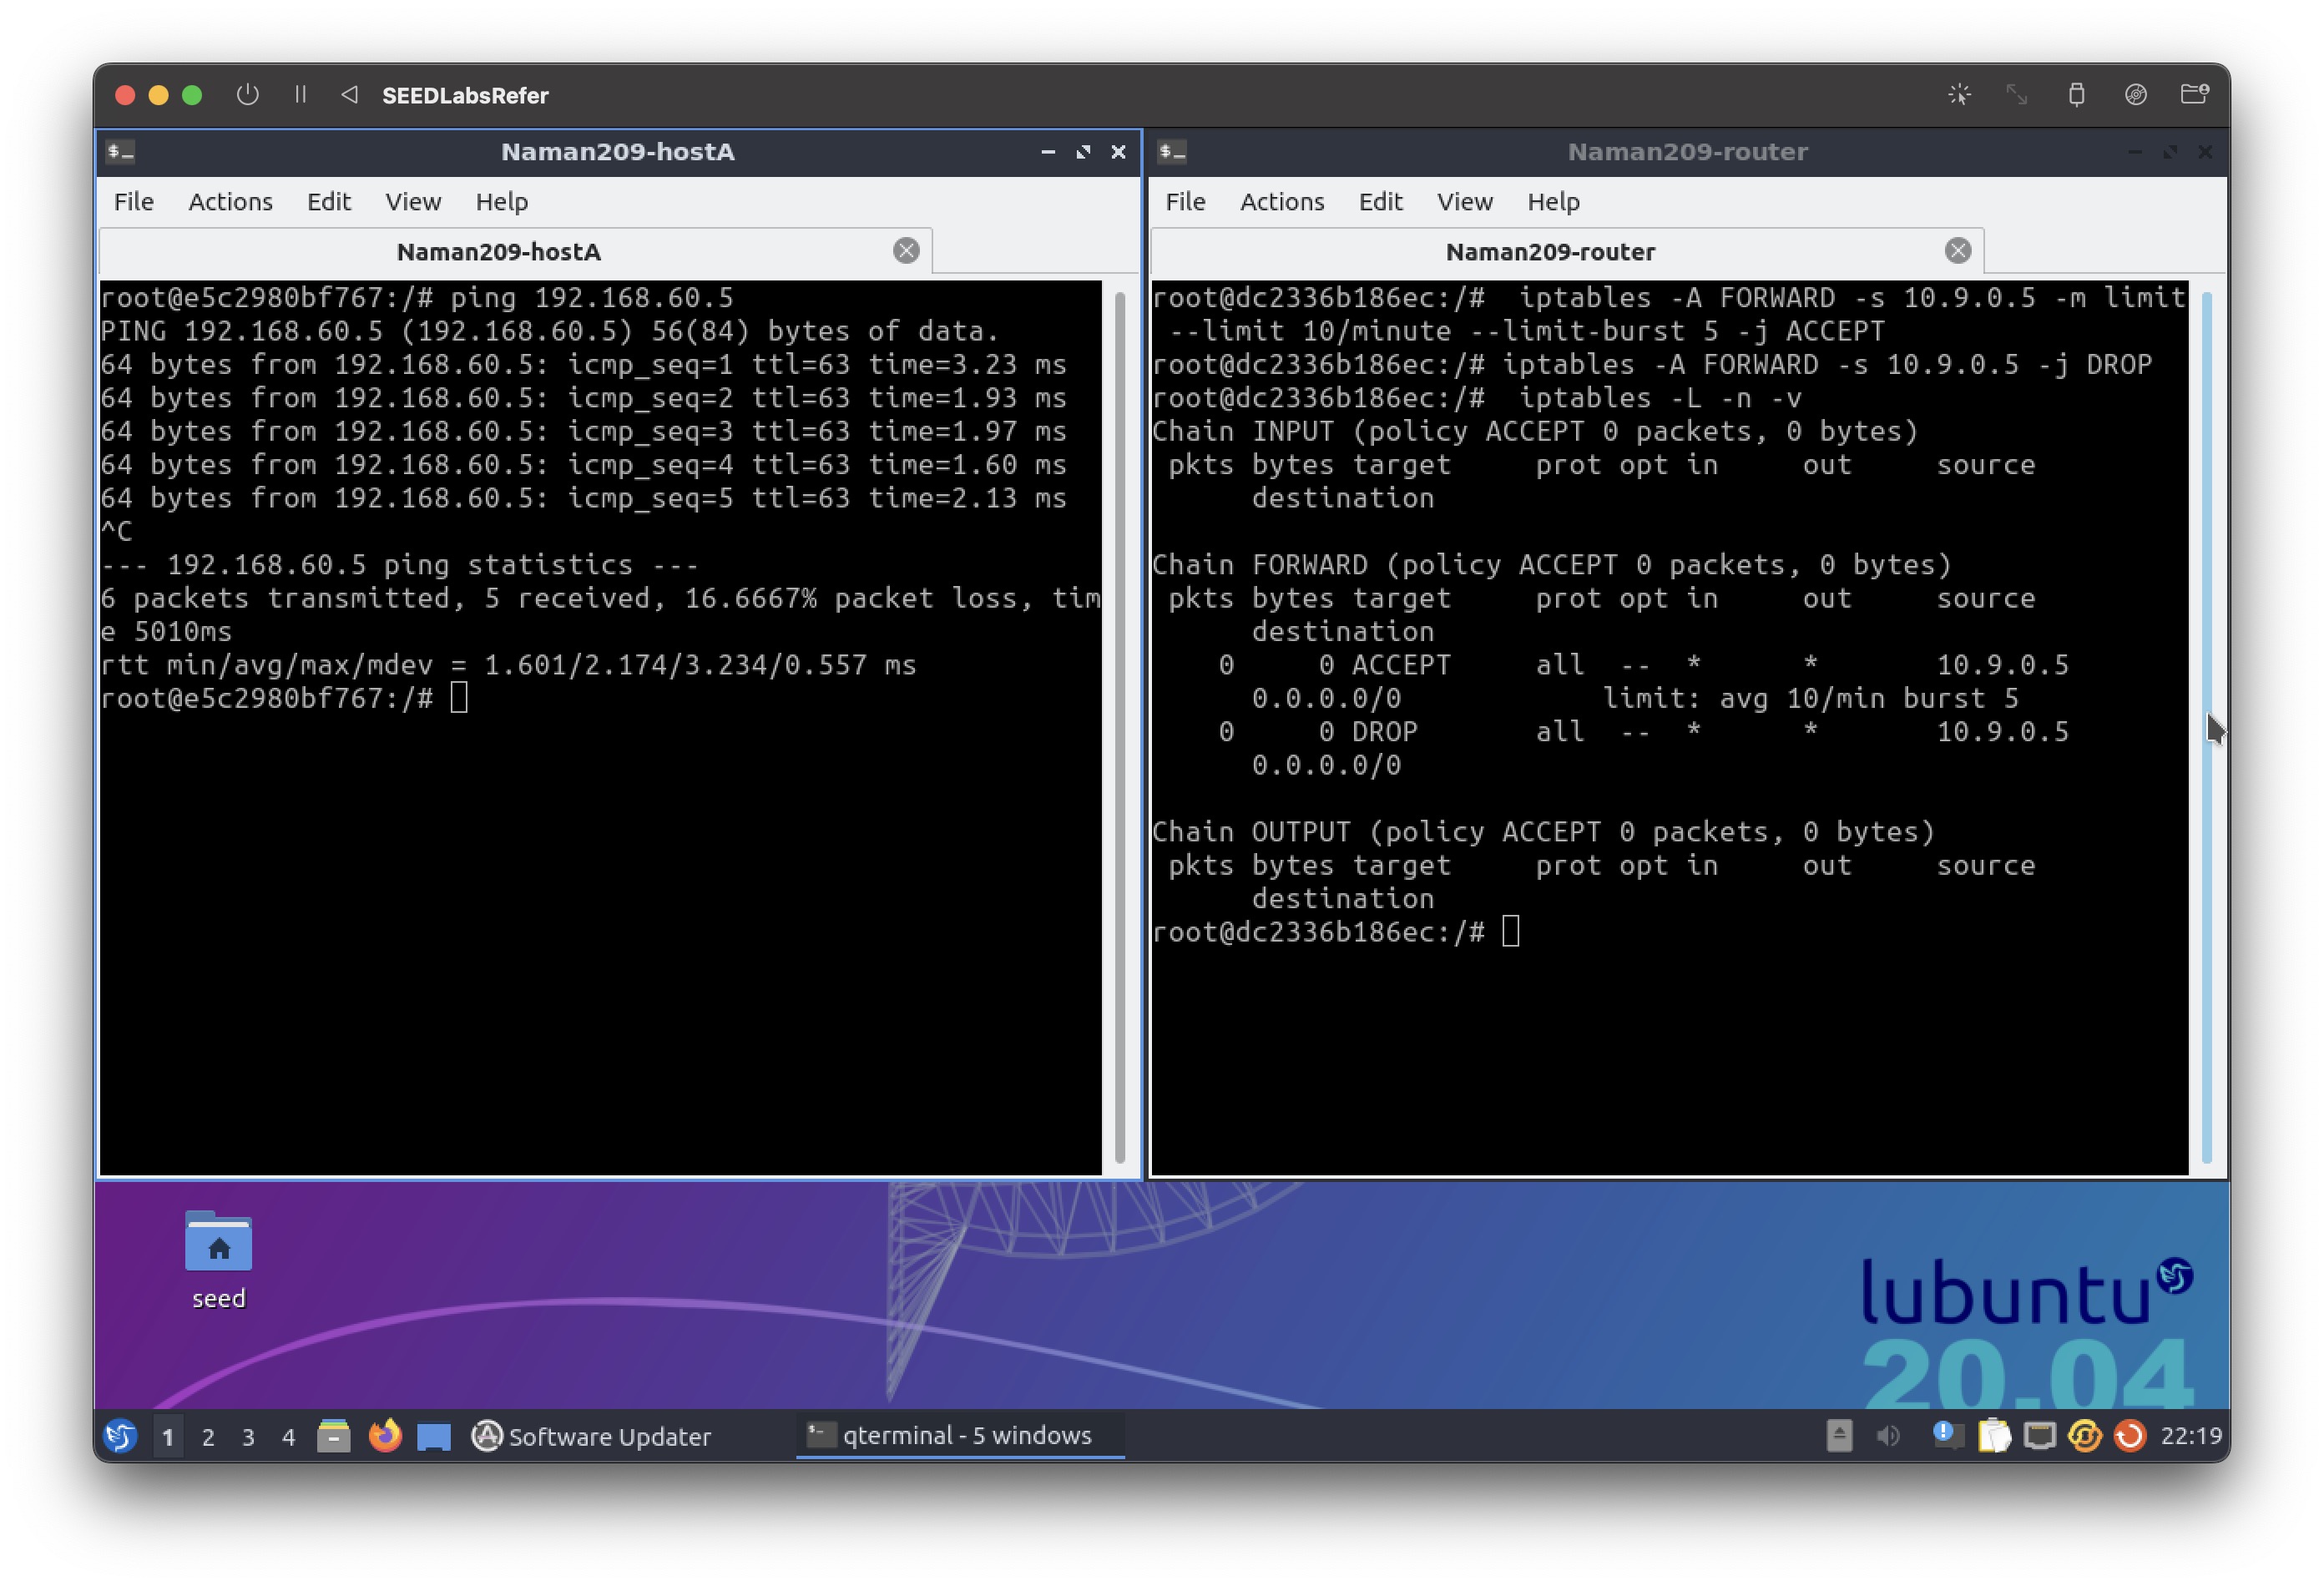 SEEDLabsRefer
Naman209-hostA
File Actions Edit View Help
Naman209-hostA
root@e5c2980bf767:/# ping 192.168.60.5
PING 192.168.60.5 (192.168.60.5) 56(84) bytes of data.
64 bytes from 192.168.60.5: icmp_seq=1 ttl=63 time=3.23 ms
64 bytes from 192.168.60.5: icmp_seq=2 ttl=63 time=1.93 ms
64 bytes from 192.168.60.5: icmp_seq=3 ttl=63 time=1.97 ms
64 bytes from 192.168.60.5: icmp_seq=4 ttl=63 time=1.60 ms
64 bytes from 192.168.60.5: icmp_seq=5 ttl=63 time=2.13 ms
^C
--- 192.168.60.5 ping statistics ---
6 packets transmitted, 5 received, 16.6667% packet loss, tim
e 5010ms
rtt min/avg/max/mdev = 1.601/2.174/3.234/0.557 ms
root@e5c2980bf767:/#
Naman209-router
File Actions Edit View Help
Naman209-router
root@dc2336b186ec:/#  iptables -A FORWARD -s 10.9.0.5 -m limit
 --limit 10/minute --limit-burst 5 -j ACCEPT
root@dc2336b186ec:/# iptables -A FORWARD -s 10.9.0.5 -j DROP
root@dc2336b186ec:/#  iptables -L -n -v
Chain INPUT (policy ACCEPT 0 packets, 0 bytes)
 pkts bytes target     prot opt in     out     source
      destination
Chain FORWARD (policy ACCEPT 0 packets, 0 bytes)
 pkts bytes target     prot opt in     out     source
      destination
    0     0 ACCEPT     all  --  *      *       10.9.0.5
      0.0.0.0/0            limit: avg 10/min burst 5
    0     0 DROP       all  --  *      *       10.9.0.5
      0.0.0.0/0
Chain OUTPUT (policy ACCEPT 0 packets, 0 bytes)
 pkts bytes target     prot opt in     out     source
      destination
root@dc2336b186ec:/#
seed
lubuntu
20.04
1 2 3 4 Software Updater qterminal - 5 windows 22:19